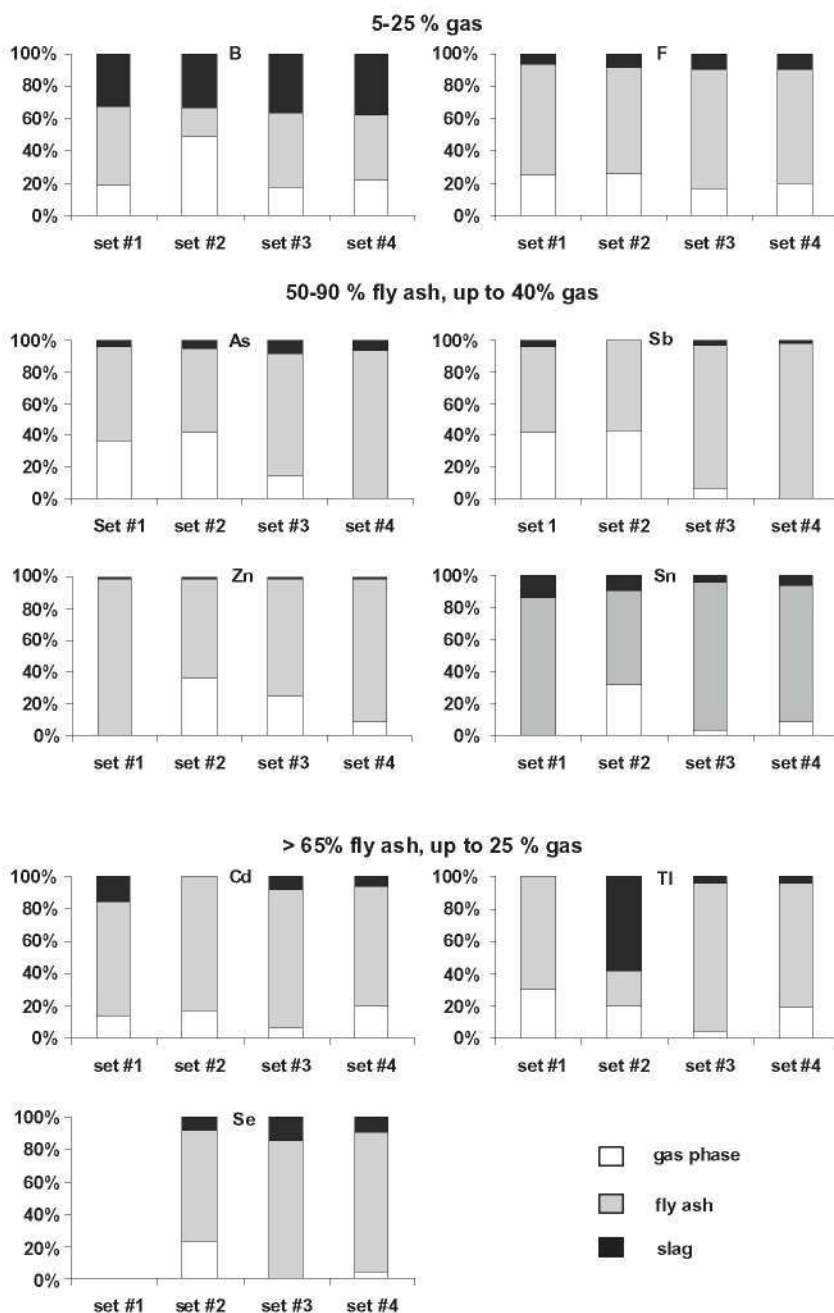 5-25 % gas
B
100%
80%
60%
40%
20%
0%
set #1 set #2 set #3 set #4
F
100%
80%
60%
40%
20%
0%
set #1 set #2 set #3 set #4
50-90 % fly ash, up to 40% gas
As
100%
80%
60%
40%
20%
0%
Set #1 set #2 set #3 set #4
Sb
100%
80%
60%
40%
20%
0%
set 1 set #2 set #3 set #4
Zn
100%
80%
60%
40%
20%
0%
set #1 set #2 set #3 set #4
Sn
100%
80%
60%
40%
20%
0%
set #1 set #2 set #3 set #4
> 65% fly ash, up to 25 % gas
Cd
100%
80%
60%
40%
20%
0%
set #1 set #2 set #3 set #4
Tl
100%
80%
60%
40%
20%
0%
set #1 set #2 set #3 set #4
Se
100%
80%
60%
40%
20%
0%
set #1 set #2 set #3 set #4
gas phase
fly ash
slag